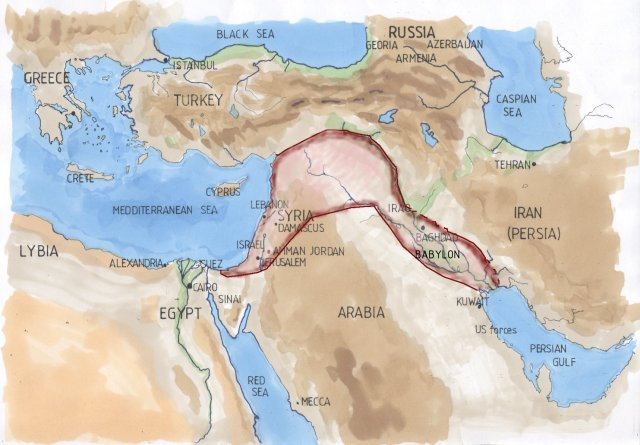 BLACK SEA
RUSSIA
GEORIA
AZERBAIJAN
ARMENIA
ISTANBUL
GREECE
TURKEY
CASPIAN
SEA
TEHRAN
CRETE
CYPRUS
MEDITERRANEAN SEA
LEBANON
SYRIA
DAMASCUS
IRAQ
BAGHDAD
BABYLON
IRAN
(PERSIA)
LYBIA
ALEXANDRIA
SUEZ
ISRAEL
AMMAN JORDAN
JERUSALEM
CAIRO
SINAI
EGYPT
ARABIA
KUWAIT
US forces
PERSIAN
GULF
RED
SEA
MECCA